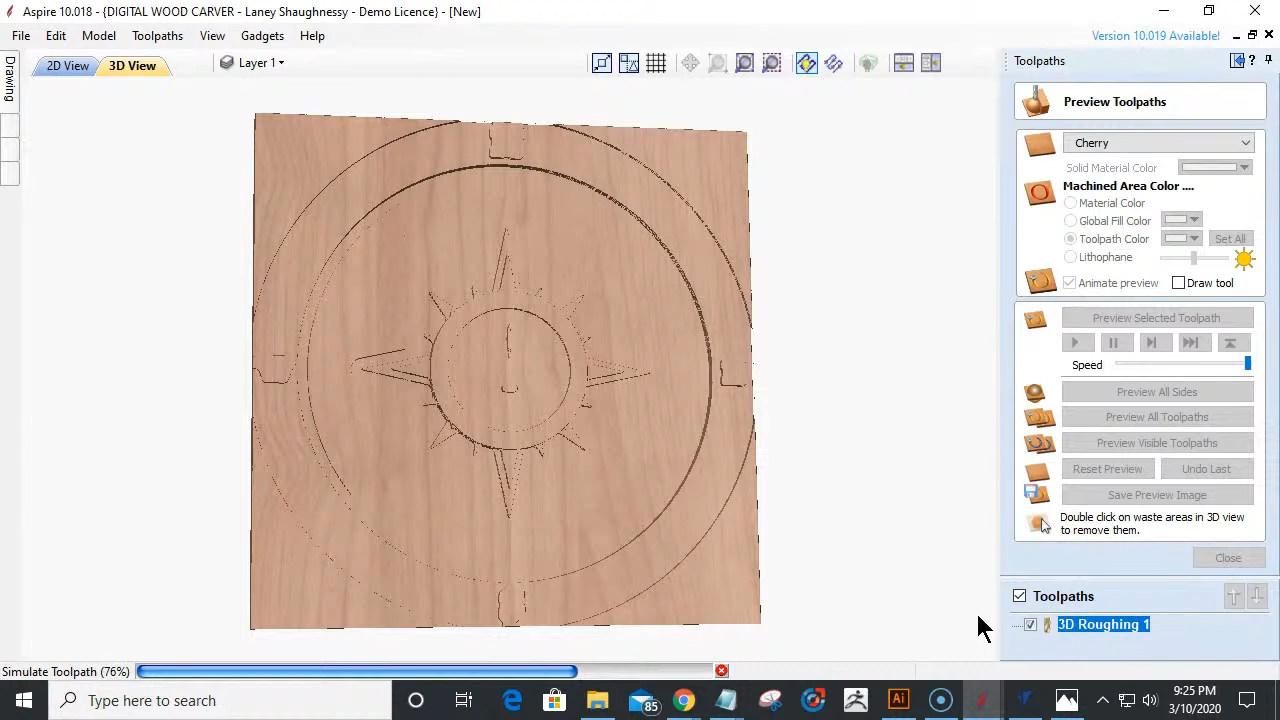 Aspire 10.018 - {DIGITAL WOOD CARVER - Laney Shaughnessy - Demo Licence} - [New]
File Edit Model Toolpaths View Gadgets Help
Version 10.019 Available!
Drawing
2D View
3D View
Layer 1
Toolpaths
?
Preview Toolpaths
Cherry
Solid Material Color
Machined Area Color ....
Material Color
Global Fill Color
Toolpath Color
Set All
Lithophane
Animate preview
Draw tool
Preview Selected Toolpath
Speed
Preview All Sides
Preview All Toolpaths
Preview Visible Toolpaths
Reset Preview
Undo Last
Save Preview Image
Double click on waste areas in 3D view
to remove them.
Close
Toolpaths
3D Roughing 1
Simulate Toolpath (76%)
Type here to search
85
Ai
9:25 PM
3/10/2020